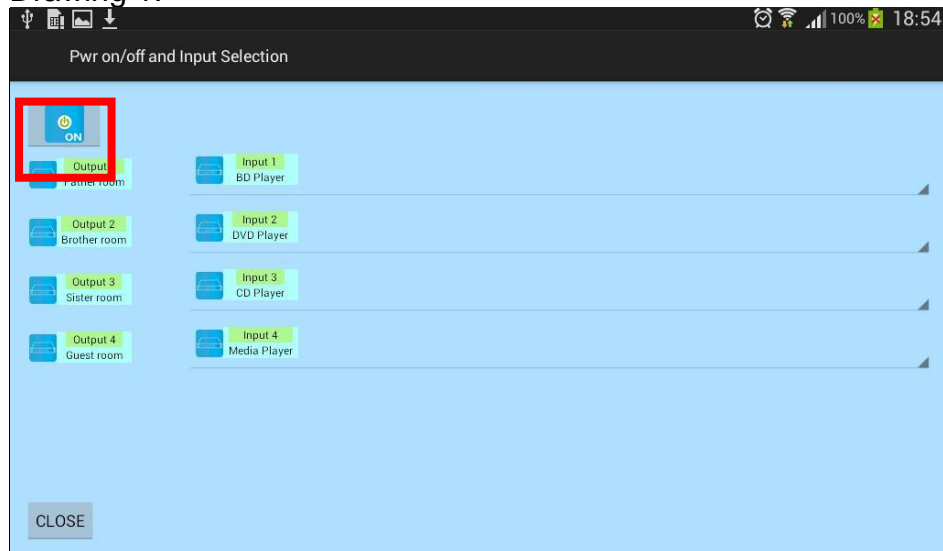 100% 18:54
Pwr on/off and Input Selection
ON
Output
Input 1
room
BD Player
Output 2
Input 2
Brother room
DVD Player
Output 3
Input 3
Sister room
CD Player
Output 4
Input 4
Guest room
Media Player
CLOSE